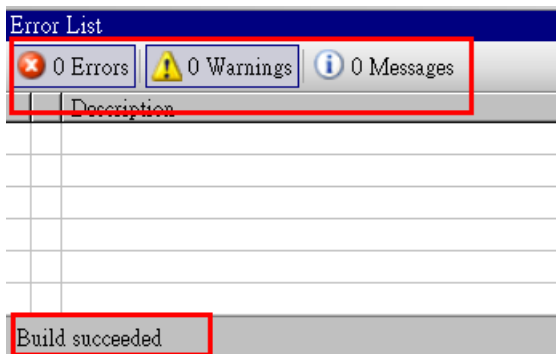 Error List
0 Errors 0 Warnings 0 Messages
Description
Build succeeded